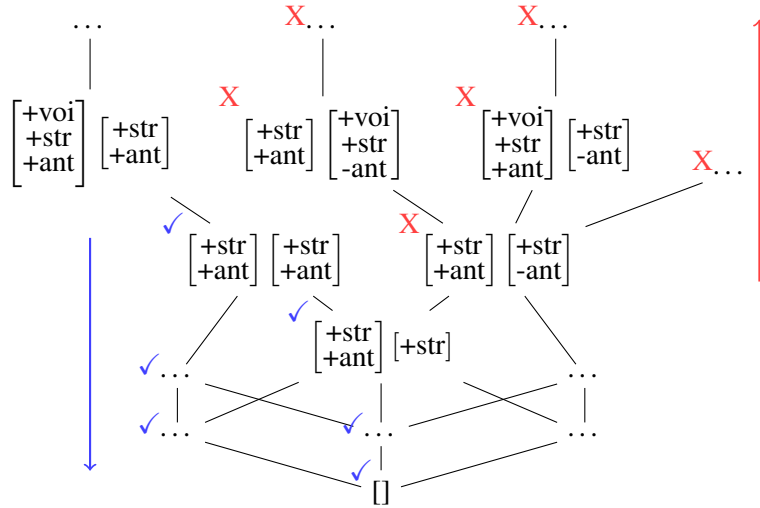 ... X... X...
X X
[+voi +str +ant] [+str +ant] [+str +ant] [+voi +str -ant] [+voi +str +ant] [+str -ant]
X...
✓ X
[+str +ant] [+str +ant] [+str +ant] [+str -ant]
✓
[+str +ant] [+str]
✓... ...
✓... ✓... ...
✓
[]